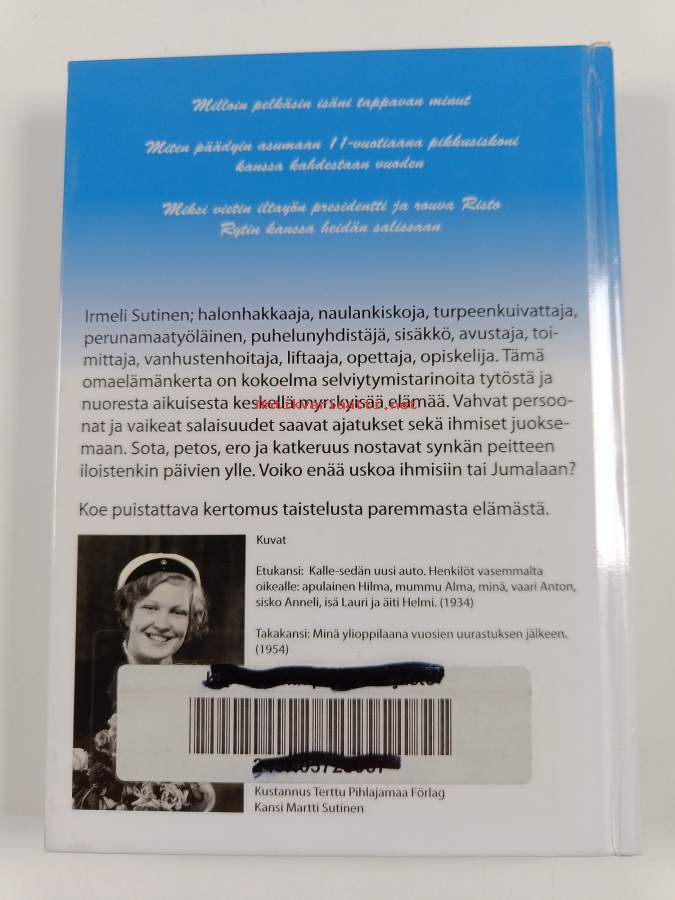 Milloin pelkäsin isäni tappavan minut
Miten päädyin asumaan 11-vuotiaana pikkusiskoni
kanssa kahdestaan vuoden
Miksi vietin iltayön presidentti ja rouva Risto
Rytin kanssa heidän salissaan
Irmeli Sutinen; halonhakkaaja, naulankiskoja, turpeenkuivattaja,
perunamaatyöläinen, puhelunyhdistäjä, sisäkkö, avustaja, toi-
mittaja, vanhustenhoitaja, liftaaja, opettaja, opiskelija. Tämä
omaelämänkerta on kokoelma selviytymistarinoita tytöstä ja
nuoresta aikuisesta keskellä myrskyisää elämää. Vahvat persoo-
nat ja vaikeat salaisuudet saavat ajatukset sekä ihmiset juokse-
maan. Sota, petos, ero ja katkeruus nostavat synkän peitteen
iloistenkin päivien ylle. Voiko enää uskoa ihmisiin tai Jumalaan?
Koe puistattava kertomus taistelusta paremmasta elämästä.
Kuvat
Etukansi: Kalle-sedän uusi auto. Henkilöt vasemmalta
oikealle: apulainen Hilma, mummu Alma, minä, vaari Anton,
sisko Anneli, isä Lauri ja äiti Helmi. (1934)
Takakansi: Minä ylioppilaana vuosien uurastuksen jälkeen.
(1954)
Kustannus Terttu Pihlajamaa Förlag
Kansi Martti Sutinen